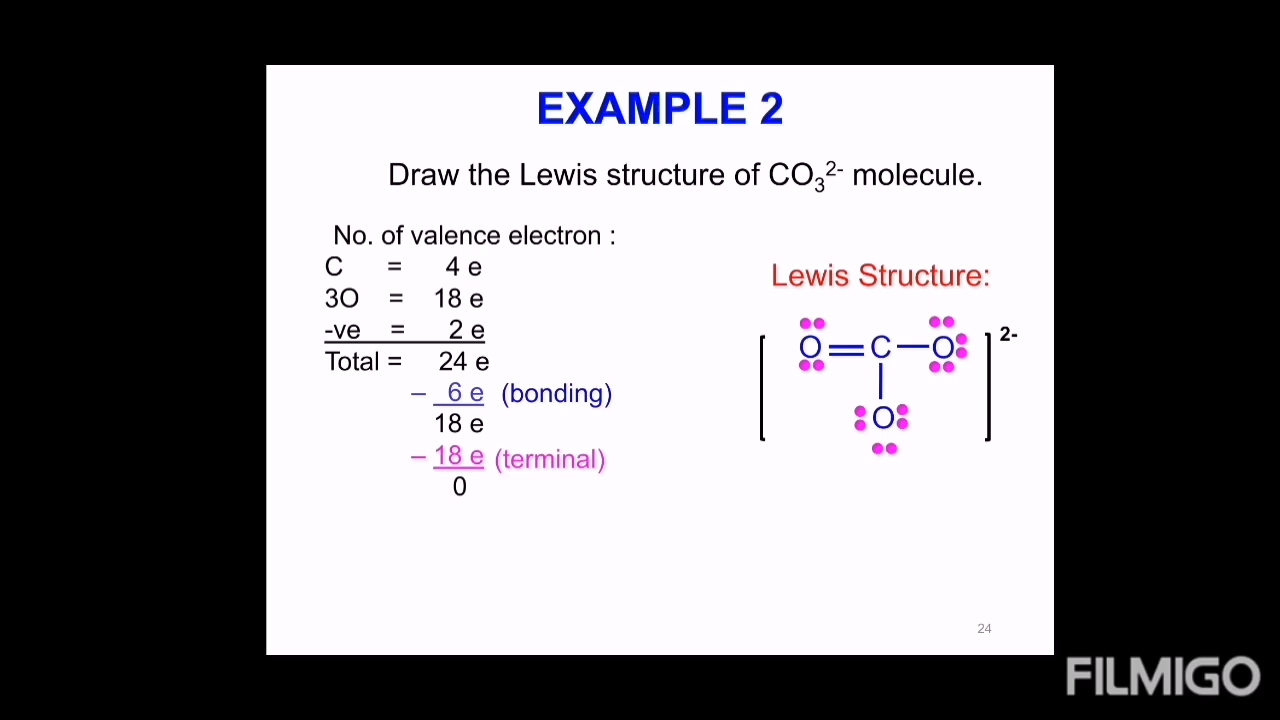 EXAMPLE 2
Draw the Lewis structure of CO₃²⁻ molecule.
No. of valence electron :
C = 4 e
3O = 18 e
-ve = 2 e
Total = 24 e
– 6 e (bonding)
18 e
– 18 e (terminal)
0
Lewis Structure:
2-
O C O
O
24
FILMIGO